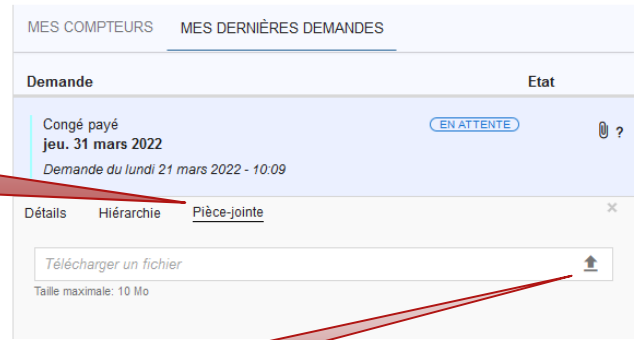 MES COMPTEURS MES DERNIÈRES DEMANDES
Demande Etat
Congé payé EN ATTENTE ?
jeu. 31 mars 2022
Demande du lundi 21 mars 2022 - 10:09
Détails Hiérarchie Pièce-jointe ×
Télécharger un fichier
Taille maximale: 10 Mo